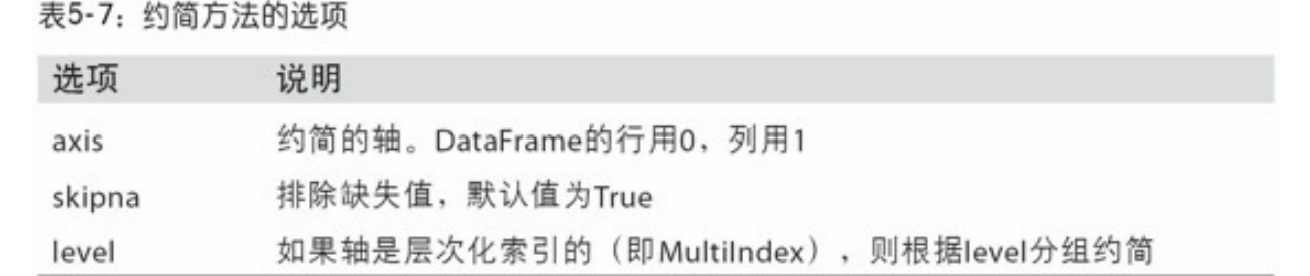 表5-7：约简方法的选项
选项 说明
axis 约简的轴。DataFrame的行用0，列用1
skipna 排除缺失值，默认值为True
level 如果轴是层次化索引的（即MultiIndex），则根据level分组约简